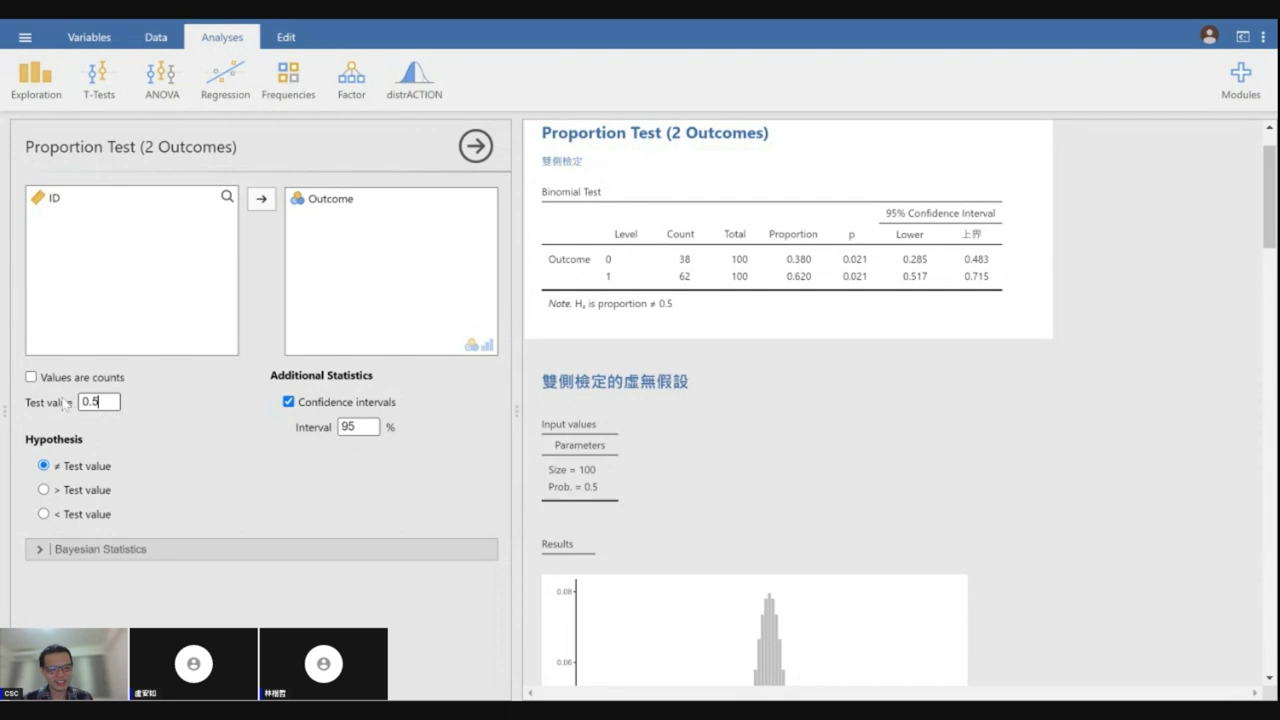 Variables Data Analyses Edit
Exploration T-Tests ANOVA Regression Frequencies Factor distrACTION Modules
Proportion Test (2 Outcomes)
ID
Outcome
Values are counts
Test value 0.5
Hypothesis
≠ Test value
> Test value
< Test value
Additional Statistics
Confidence intervals
Interval 95 %
Bayesian Statistics
Proportion Test (2 Outcomes)
雙側檢定
Binomial Test
95% Confidence Interval
Level Count Total Proportion p Lower 上界
Outcome 0 38 100 0.380 0.021 0.285 0.483
1 62 100 0.620 0.021 0.517 0.715
Note. Hₐ is proportion ≠ 0.5
雙側檢定的虛無假設
Input values
Parameters
Size = 100
Prob. = 0.5
Results
0.08
0.06
CSC
盧安如